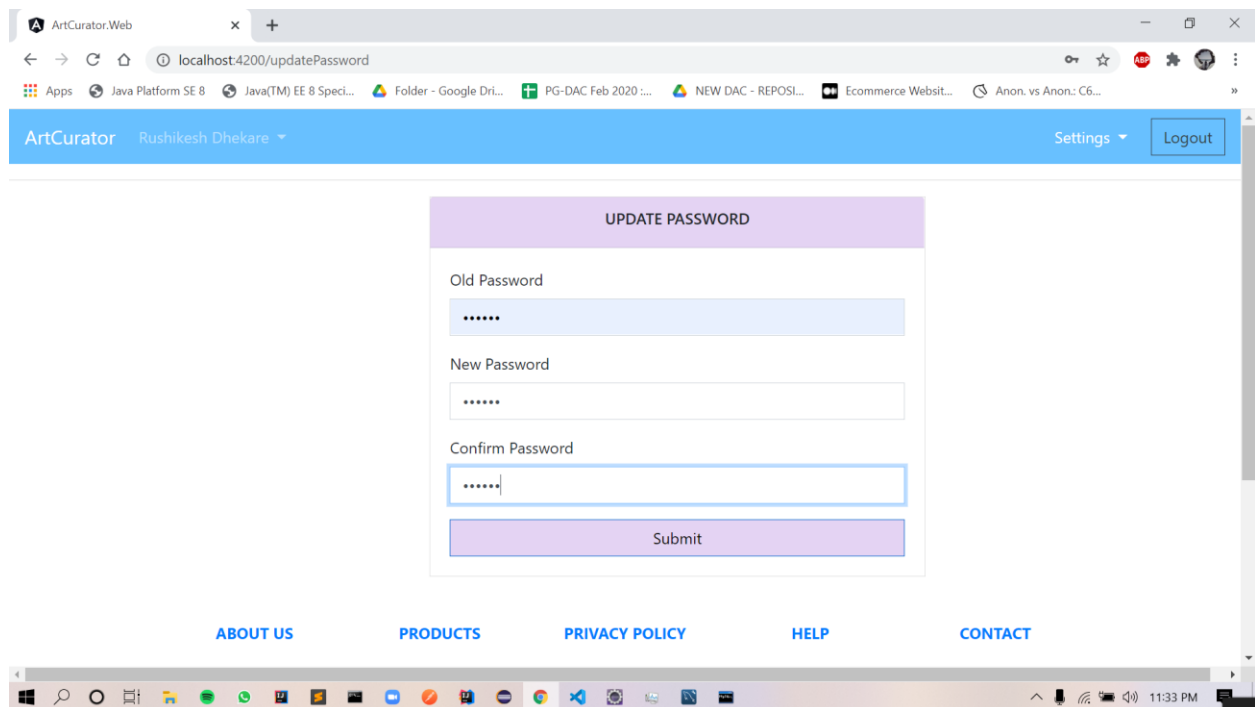 ArtCurator.Web
localhost:4200/updatePassword
ABP
Apps Java Platform SE 8 Java(TM) EE 8 Speci... Folder - Google Dri... PG-DAC Feb 2020 :... NEW DAC - REPOSI... Ecommerce Websit... Anon. vs Anon.: C6... »
ArtCurator Rushikesh Dhekare Settings Logout
UPDATE PASSWORD
Old Password
••••••
New Password
••••••
Confirm Password
••••••
Submit
ABOUT US PRODUCTS PRIVACY POLICY HELP CONTACT
11:33 PM